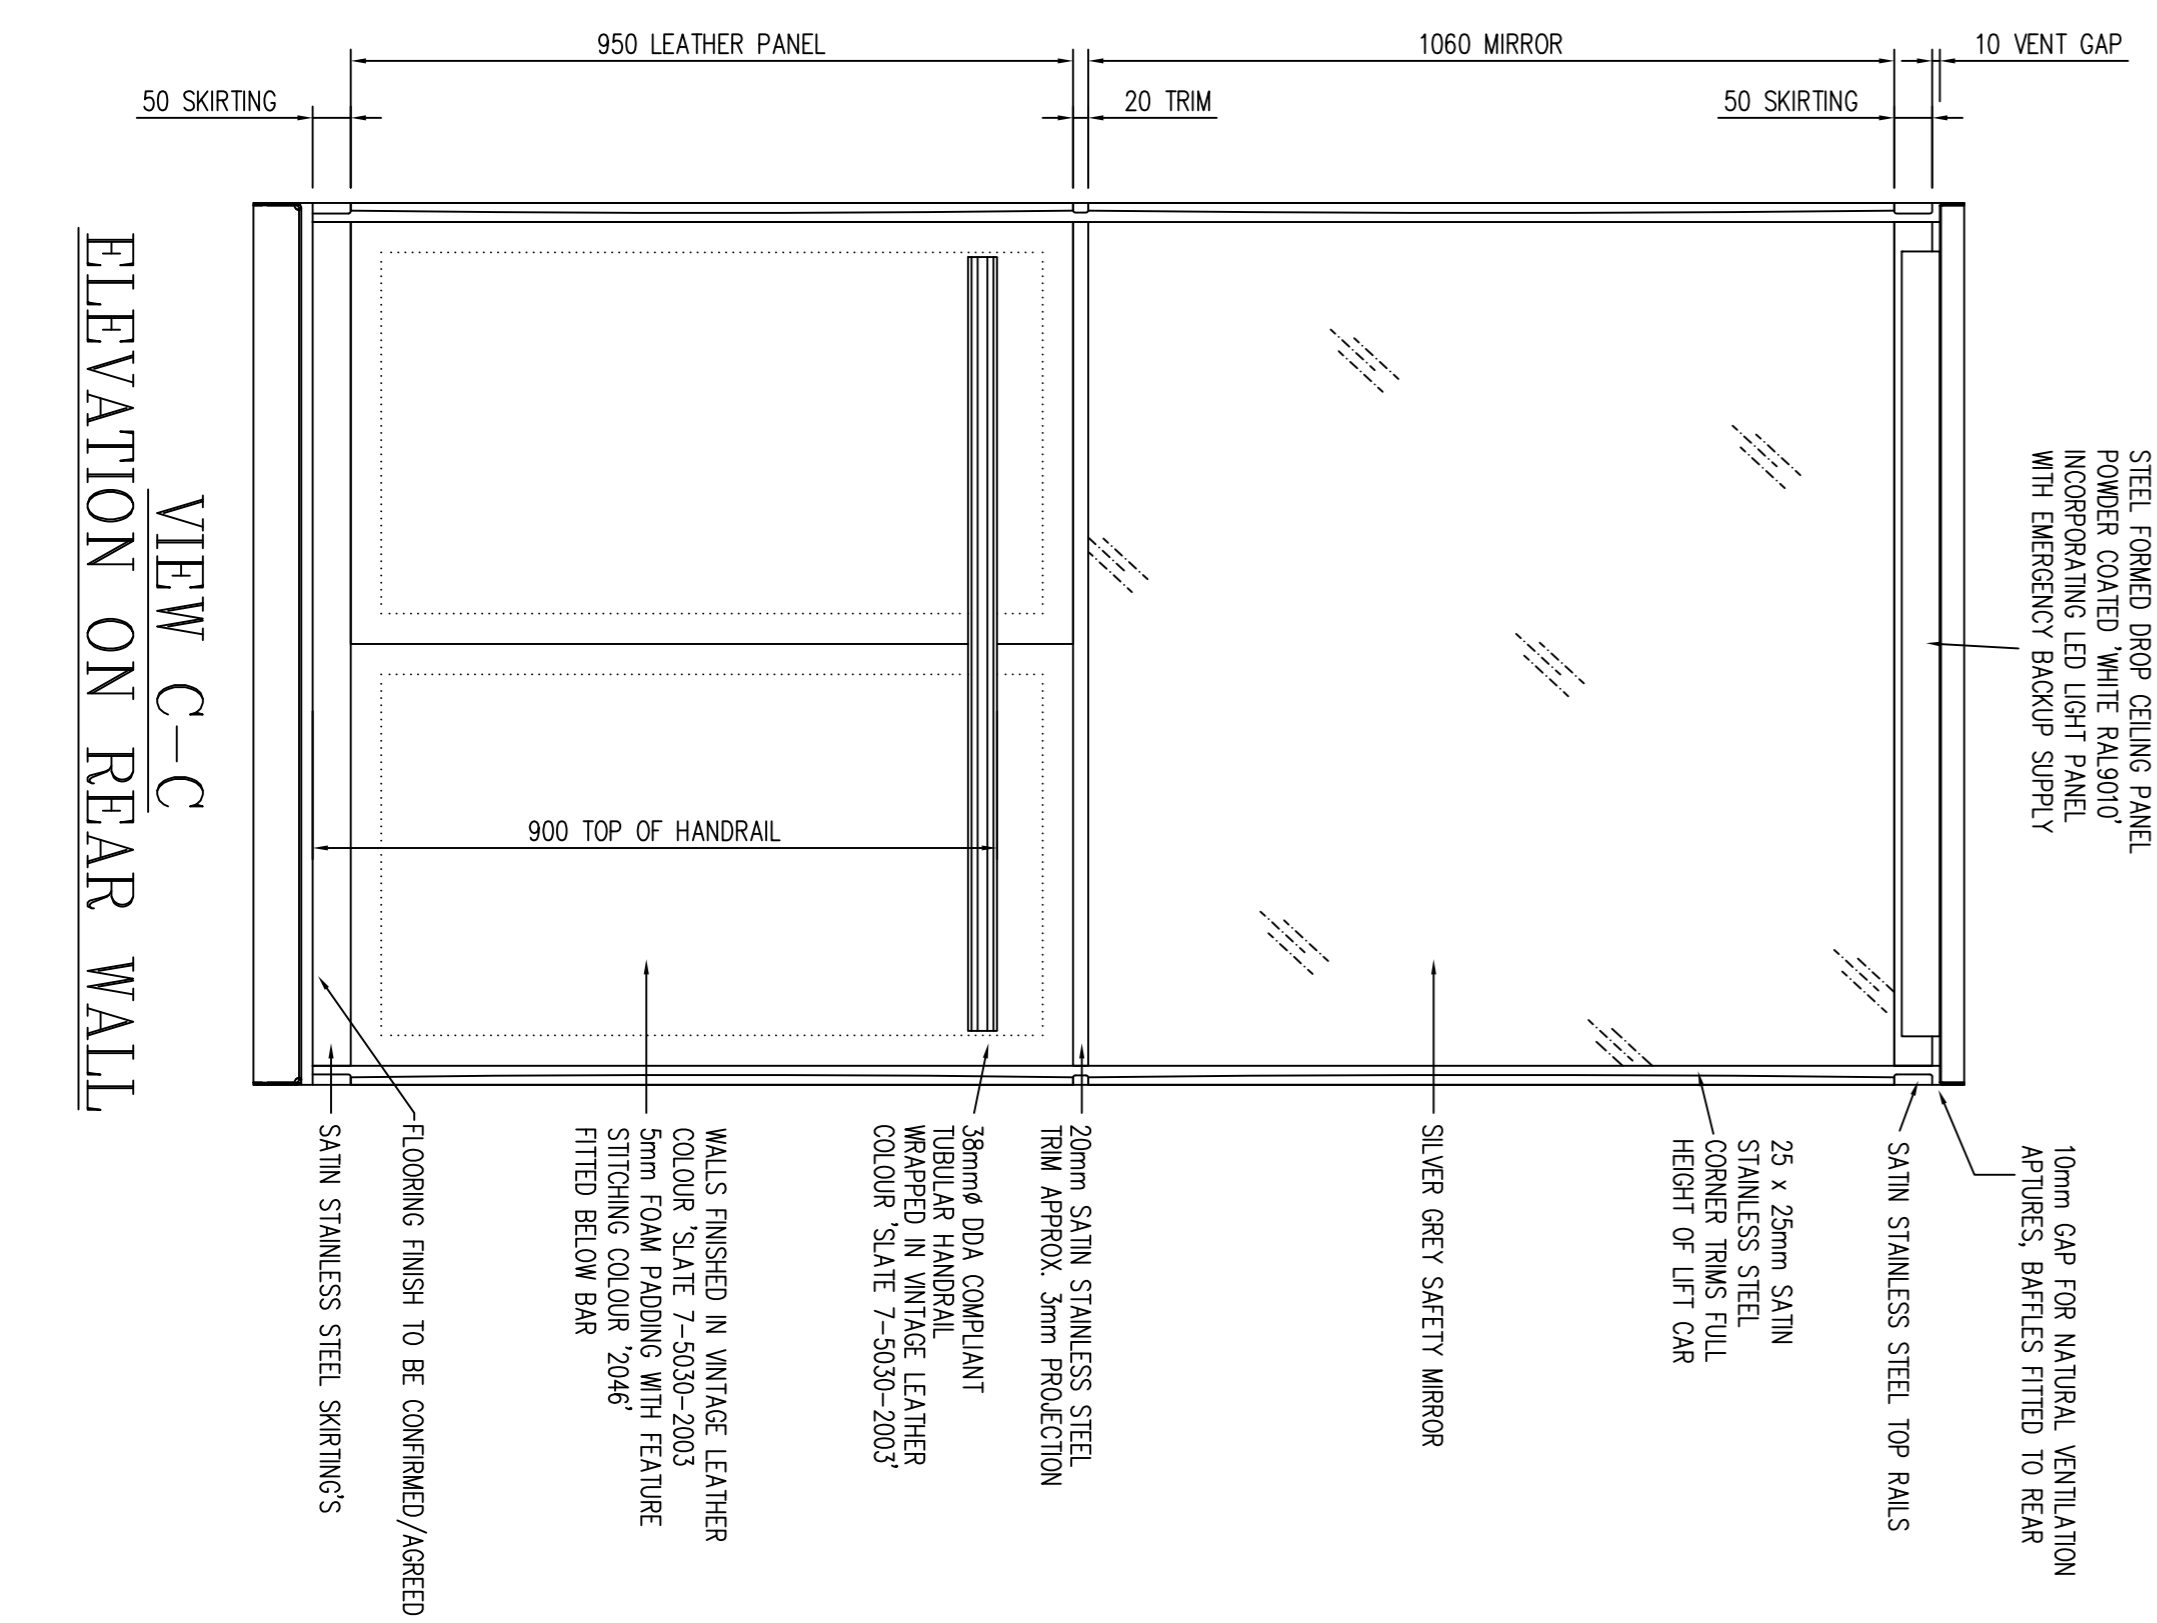 950 LEATHER PANEL
1060 MIRROR
10 VENT GAP
50 SKIRTING
20 TRIM
50 SKIRTING
STEEL FORMED DROP CEILING PANEL
POWDER COATED 'WHITE RAL9010'
INCORPORATING LED LIGHT PANEL
WITH EMERGENCY BACKUP SUPPLY
10mm GAP FOR NATURAL VENTILATION
APTURES, BAFFLES FITTED TO REAR
SATIN STAINLESS STEEL TOP RAILS
25 x 25mm SATIN
STAINLESS STEEL
CORNER TRIMS FULL
HEIGHT OF LIFT CAR
SILVER GREY SAFETY MIRROR
20mm SATIN STAINLESS STEEL
TRIM APPROX. 3mm PROJECTION
38mmØ DDA COMPLIANT
TUBULAR HANDRAIL
WRAPPED IN VINTAGE LEATHER
COLOUR 'SLATE 7-5030-2003'
900 TOP OF HANDRAIL
WALLS FINISHED IN VINTAGE LEATHER
COLOUR 'SLATE 7-5030-2003
5mm FOAM PADDING WITH FEATURE
STITCHING COLOUR '2046'
FITTED BELOW BAR
FLOORING FINISH TO BE CONFIRMED/AGREED
SATIN STAINLESS STEEL SKIRTING'S
VIEW C-C
ELEVATION ON REAR WALL